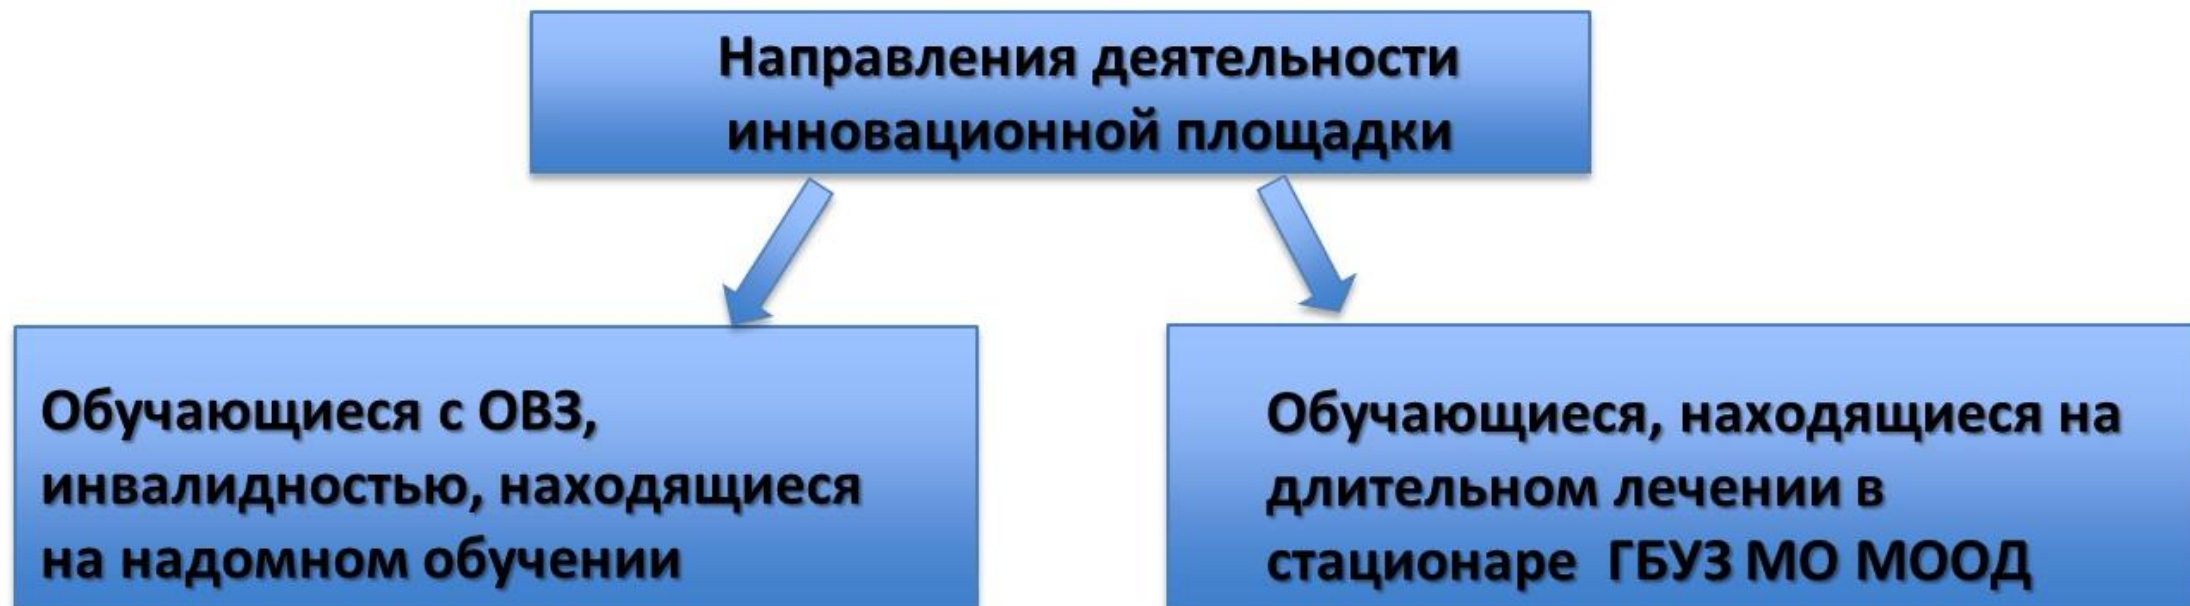 Направления деятельности
инновационной площадки
Обучающиеся с ОВЗ,
инвалидностью, находящиеся
на надомном обучении
Обучающиеся, находящиеся на
длительном лечении в
стационаре ГБУЗ МО МООД